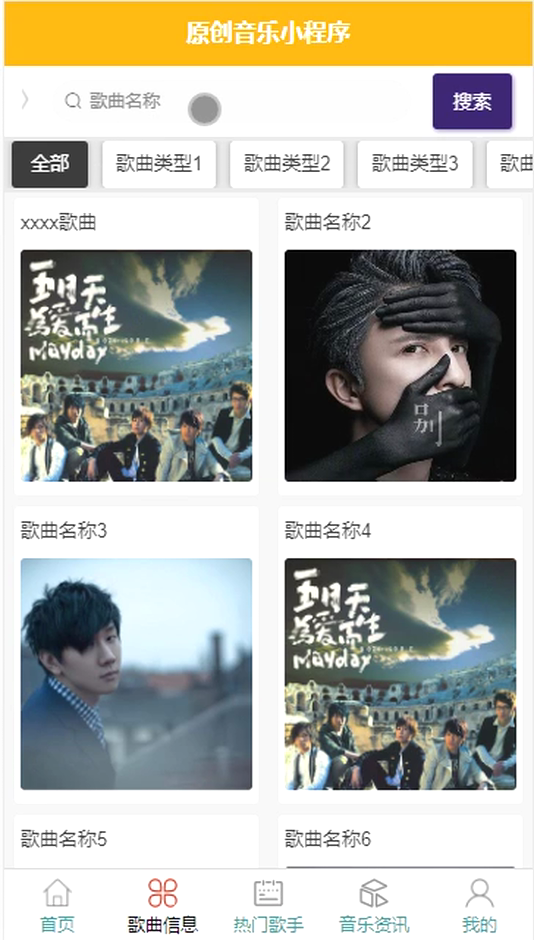 原创音乐小程序
歌曲名称
搜索
全部
歌曲类型1
歌曲类型2
歌曲类型3
歌曲
xxxx歌曲
歌曲名称2
五月天
為爱而生
mayday
别
歌曲名称3
歌曲名称4
五月天
為爱而生
mayday
歌曲名称5
歌曲名称6
首页
歌曲信息
热门歌手
音乐资讯
我的